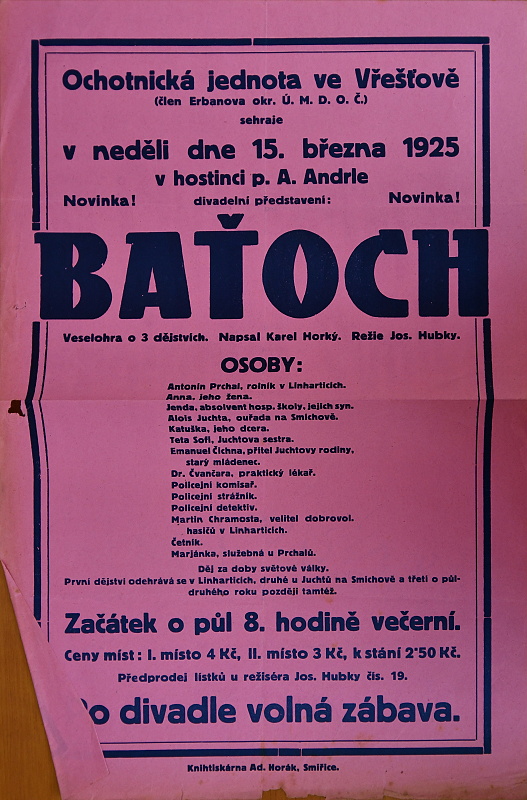 Ochotnická jednota ve Vřešťově
(člen Erbanova okr. Ú. M. D. O. Č.)
sehraje
v neděli dne 15. března 1925
v hostinci p. A. Andrle
Novinka! divadelní představení: Novinka!
BAŤOCH
Veselohra o 3 dějstvích. Napsal Karel Horký. Režie Jos. Hubky.
OSOBY:
Antonín Prchal, rolník v Linharticích.
Anna, jeho žena.
Jenda, absolvent hosp. školy, jejich syn.
Alois Juchta, ouřada na Smíchově.
Katuška, jeho dcera.
Teta Sofi, Juchtova sestra.
Emanuel Čichna, přítel Juchtovy rodiny,
starý mládenec.
Dr. Čvančara, praktický lékař.
Policejní komisař.
Policejní strážník.
Policejní detektiv.
Martin Chramosta, velitel dobrovol.
hasičů v Linharticích.
Četník.
Marjánka, služebná u Prchalů.
Děj za doby světové války.
První dějství odehrává se v Linharticích, druhé u Juchtů na Smíchově a třetí o půl-
druhého roku později tamtéž.
Začátek o půl 8. hodině večerní.
Ceny míst: I. místo 4 Kč, II. místo 3 Kč, k stání 2·50 Kč.
Předprodej lístků u režiséra Jos. Hubky čís. 19.
Po divadle volná zábava.
Knihtiskárna Ad. Horák, Smiřice.